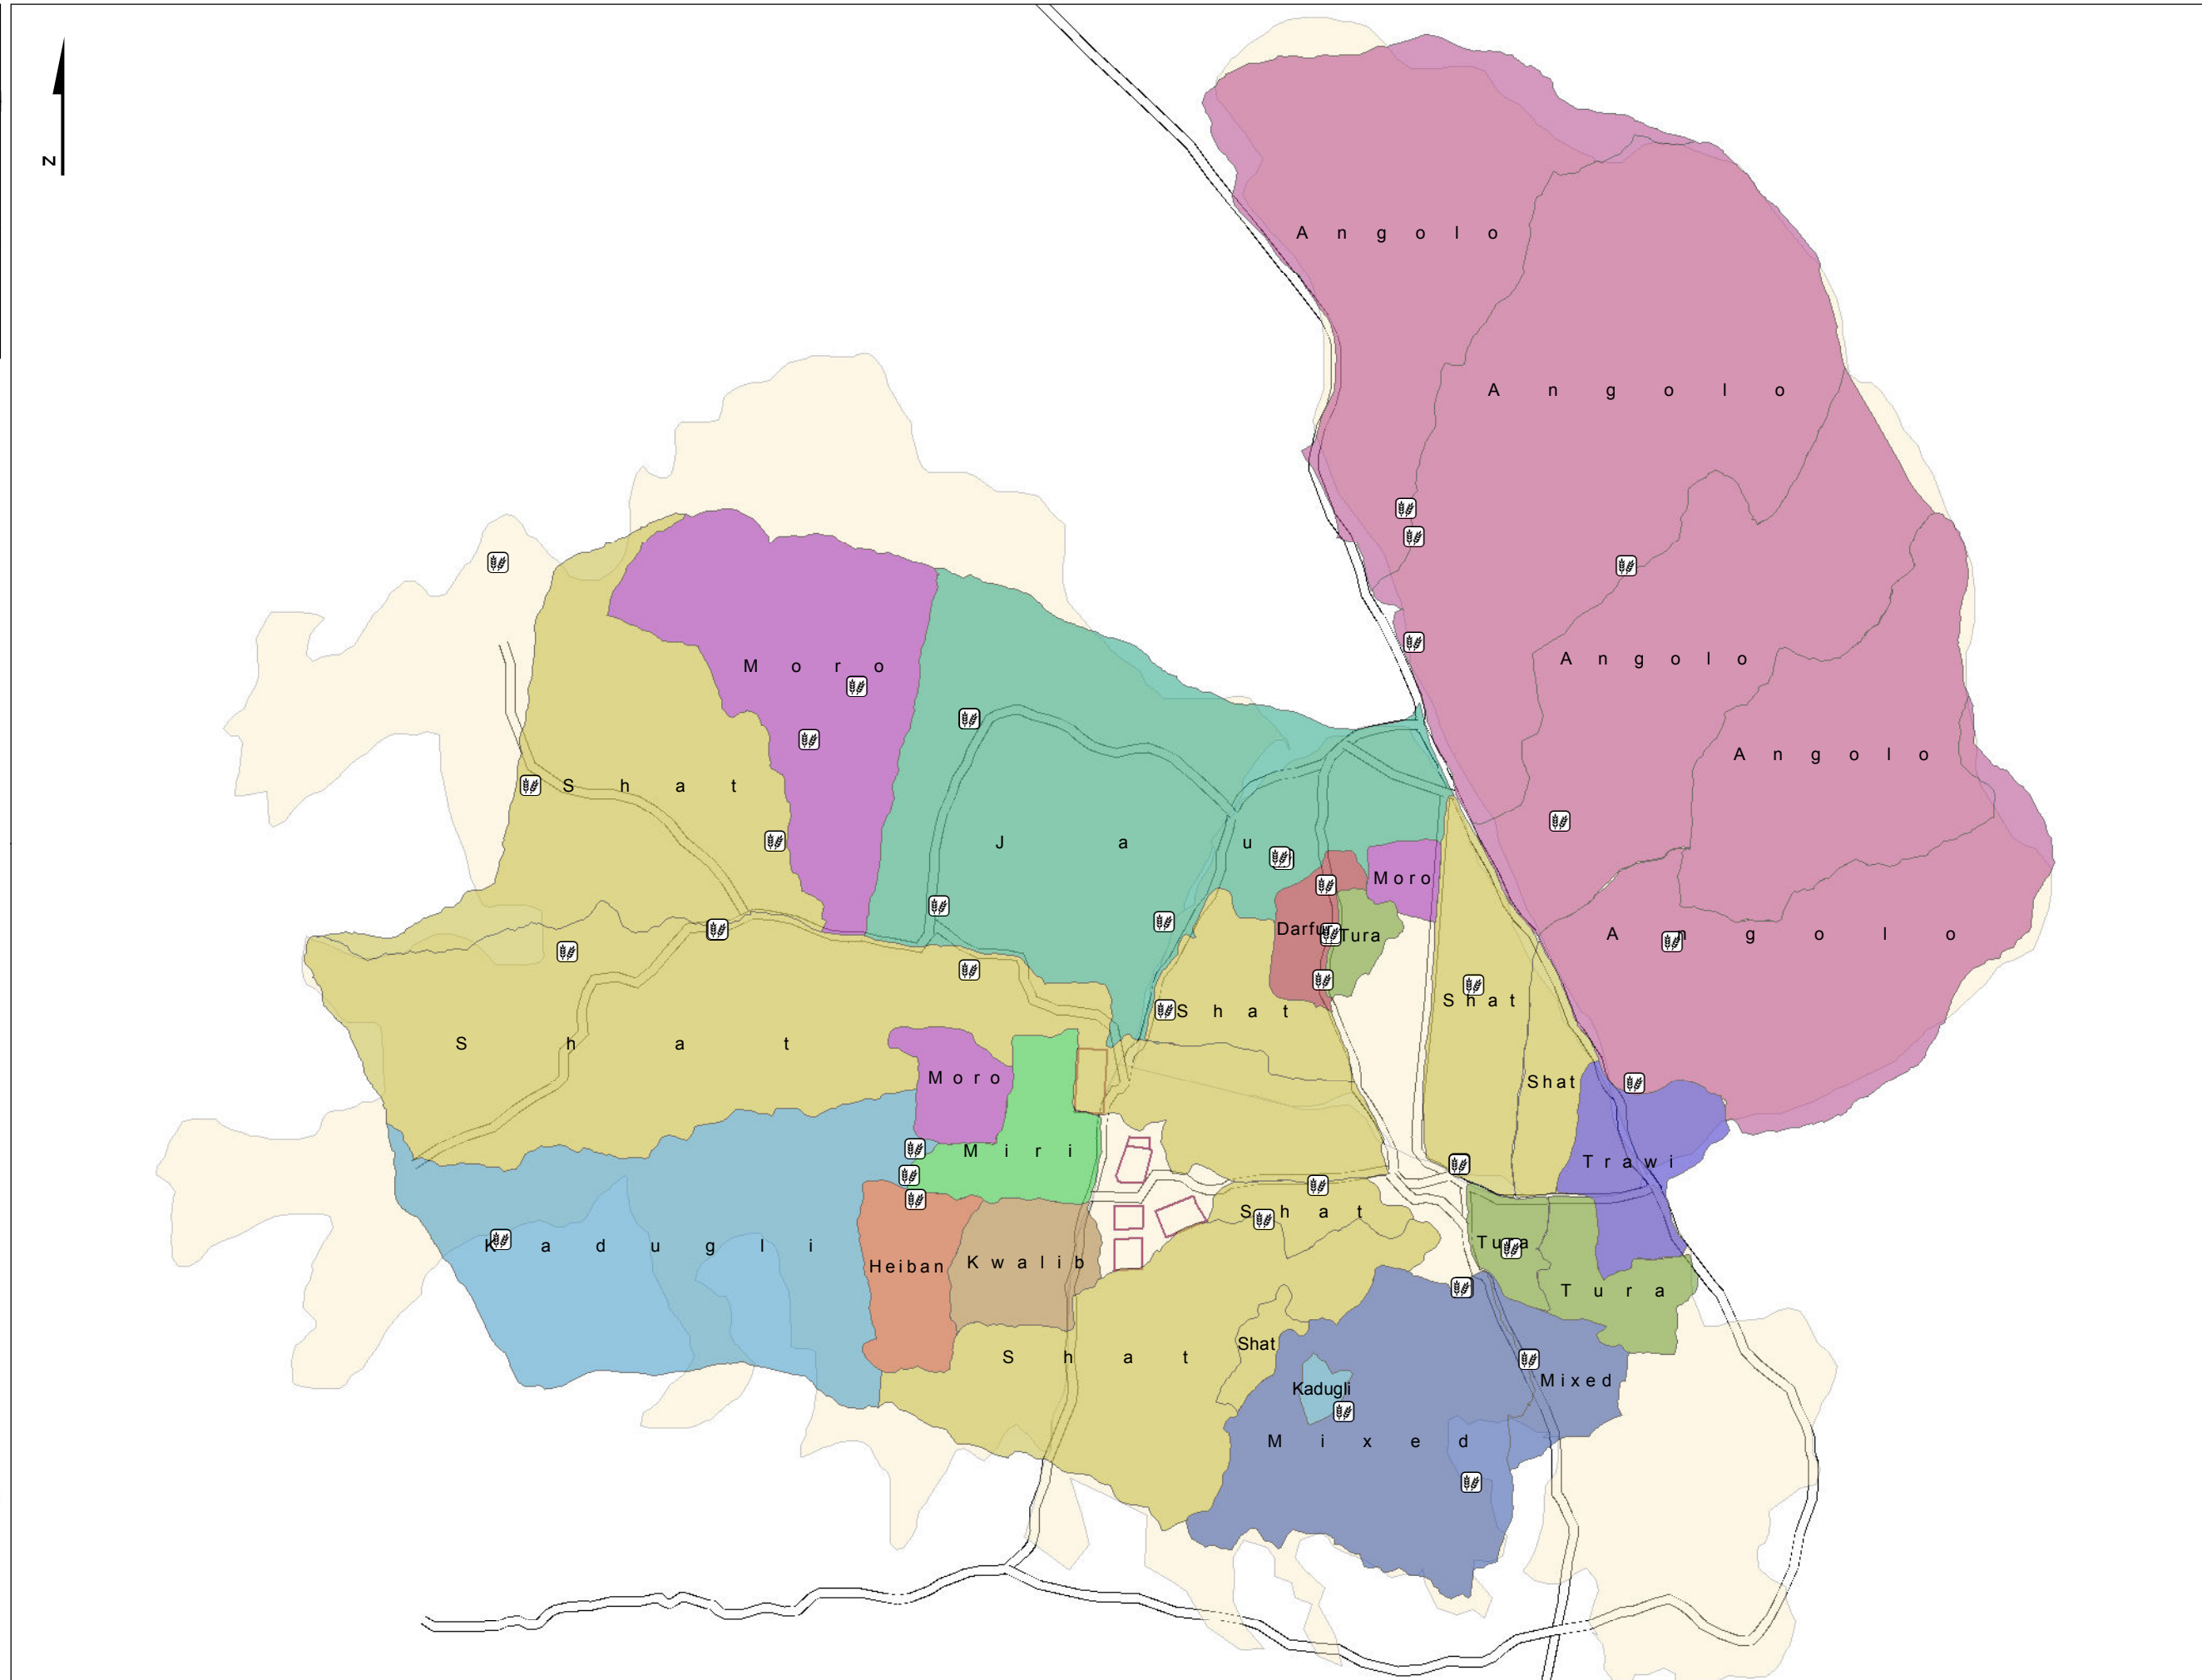 N
Angolo
Angolo
Angolo
Moro
Angolo
Shat
Jau
Moro
Darfur
Tura
Angolo
Shat
Shat
Shat
Moro
Shat
Miri
Trawi
Shat
Kadugli
Tura
Heiban
Kwalib
Tura
Shat
Shat
Kadugli
Mixed
Mixed